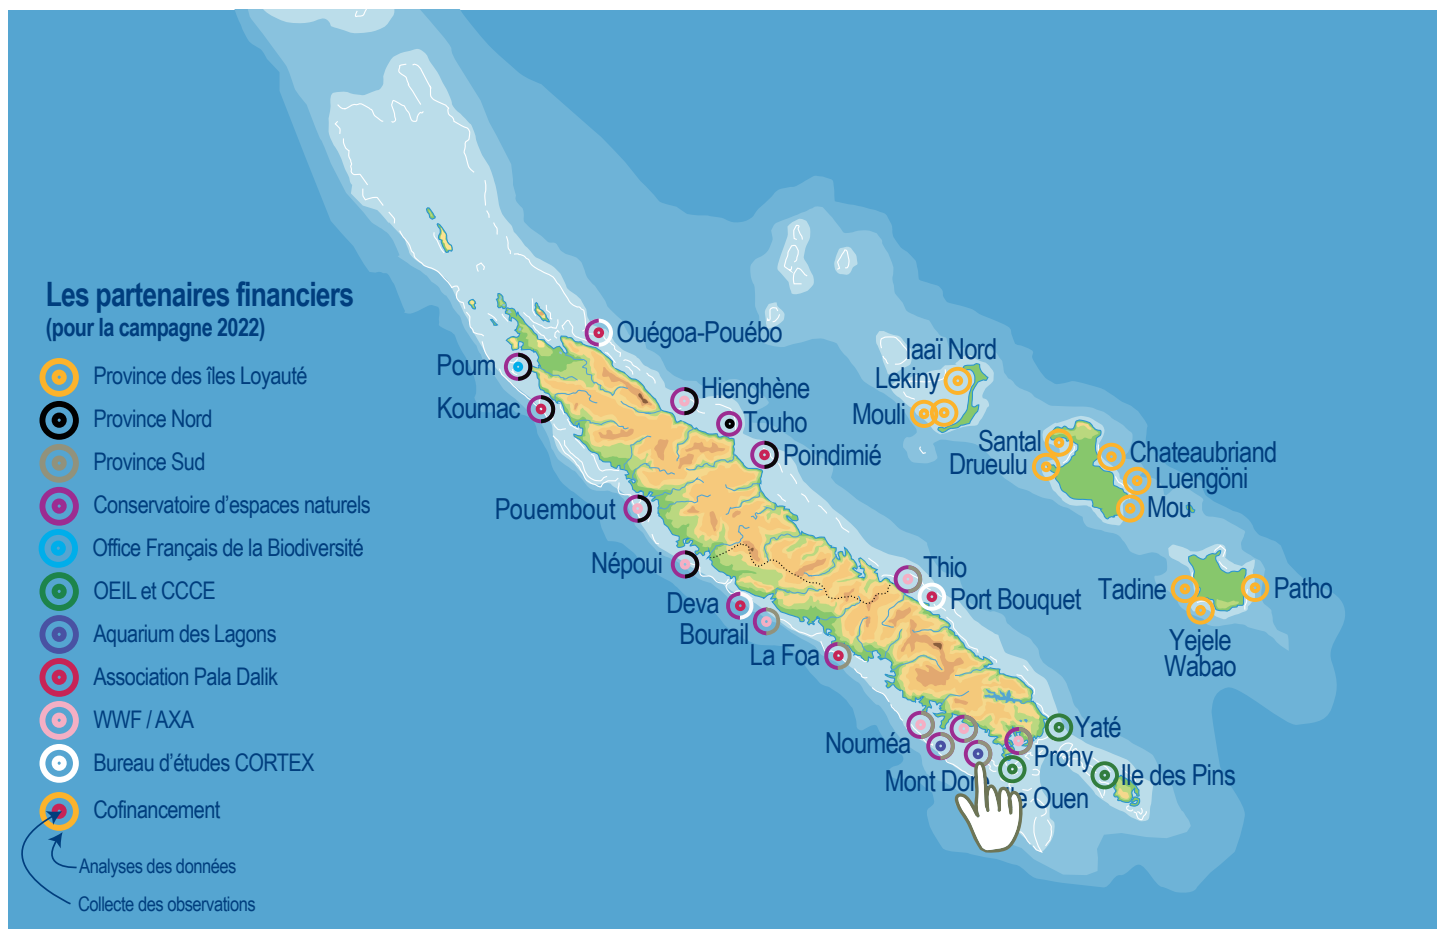 Les partenaires financiers
(pour la campagne 2022)
Province des îles Loyauté
Province Nord
Province Sud
Conservatoire d'espaces naturels
Office Français de la Biodiversité
OEIL et CCCE
Aquarium des Lagons
Association Pala Dalik
WWF / AXA
Bureau d'études CORTEX
Cofinancement
Analyses des données
Collecte des observations
Ouégoa-Pouébo
Poum
Koumac
Hienghène
Touho
Poindimié
Pouembout
Népoui
Deva
Bourail
La Foa
Thio
Port Bouquet
Nouméa
Mont Dore
Prony
Yaté
Ouen
Ile des Pins
Iaaï Nord
Lekiny
Mouli
Santal
Drueulu
Chateaubriand
Luengöni
Mou
Tadine
Patho
Yejele
Wabao